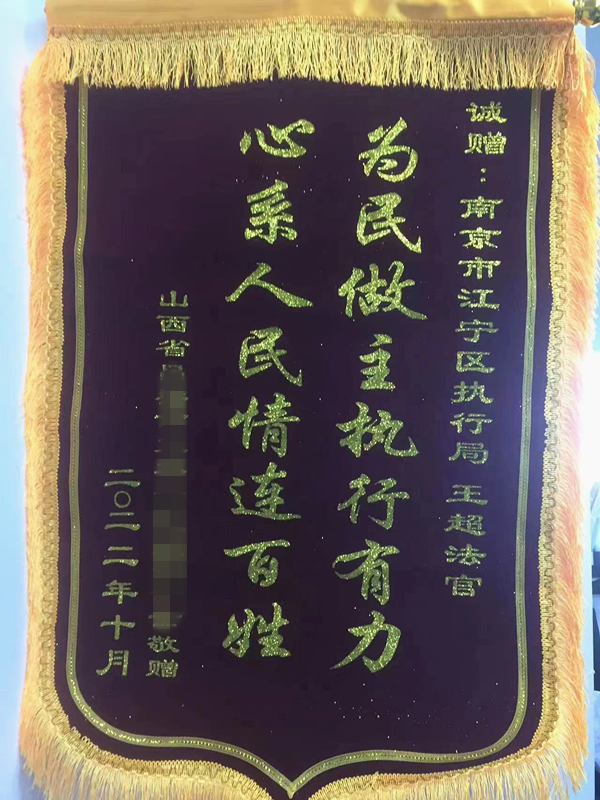 诚赠：南京市江宁区执行局 王超法官
为民做主执行有力
心系人民情连百姓
山西省 敬赠
二〇二二年十月